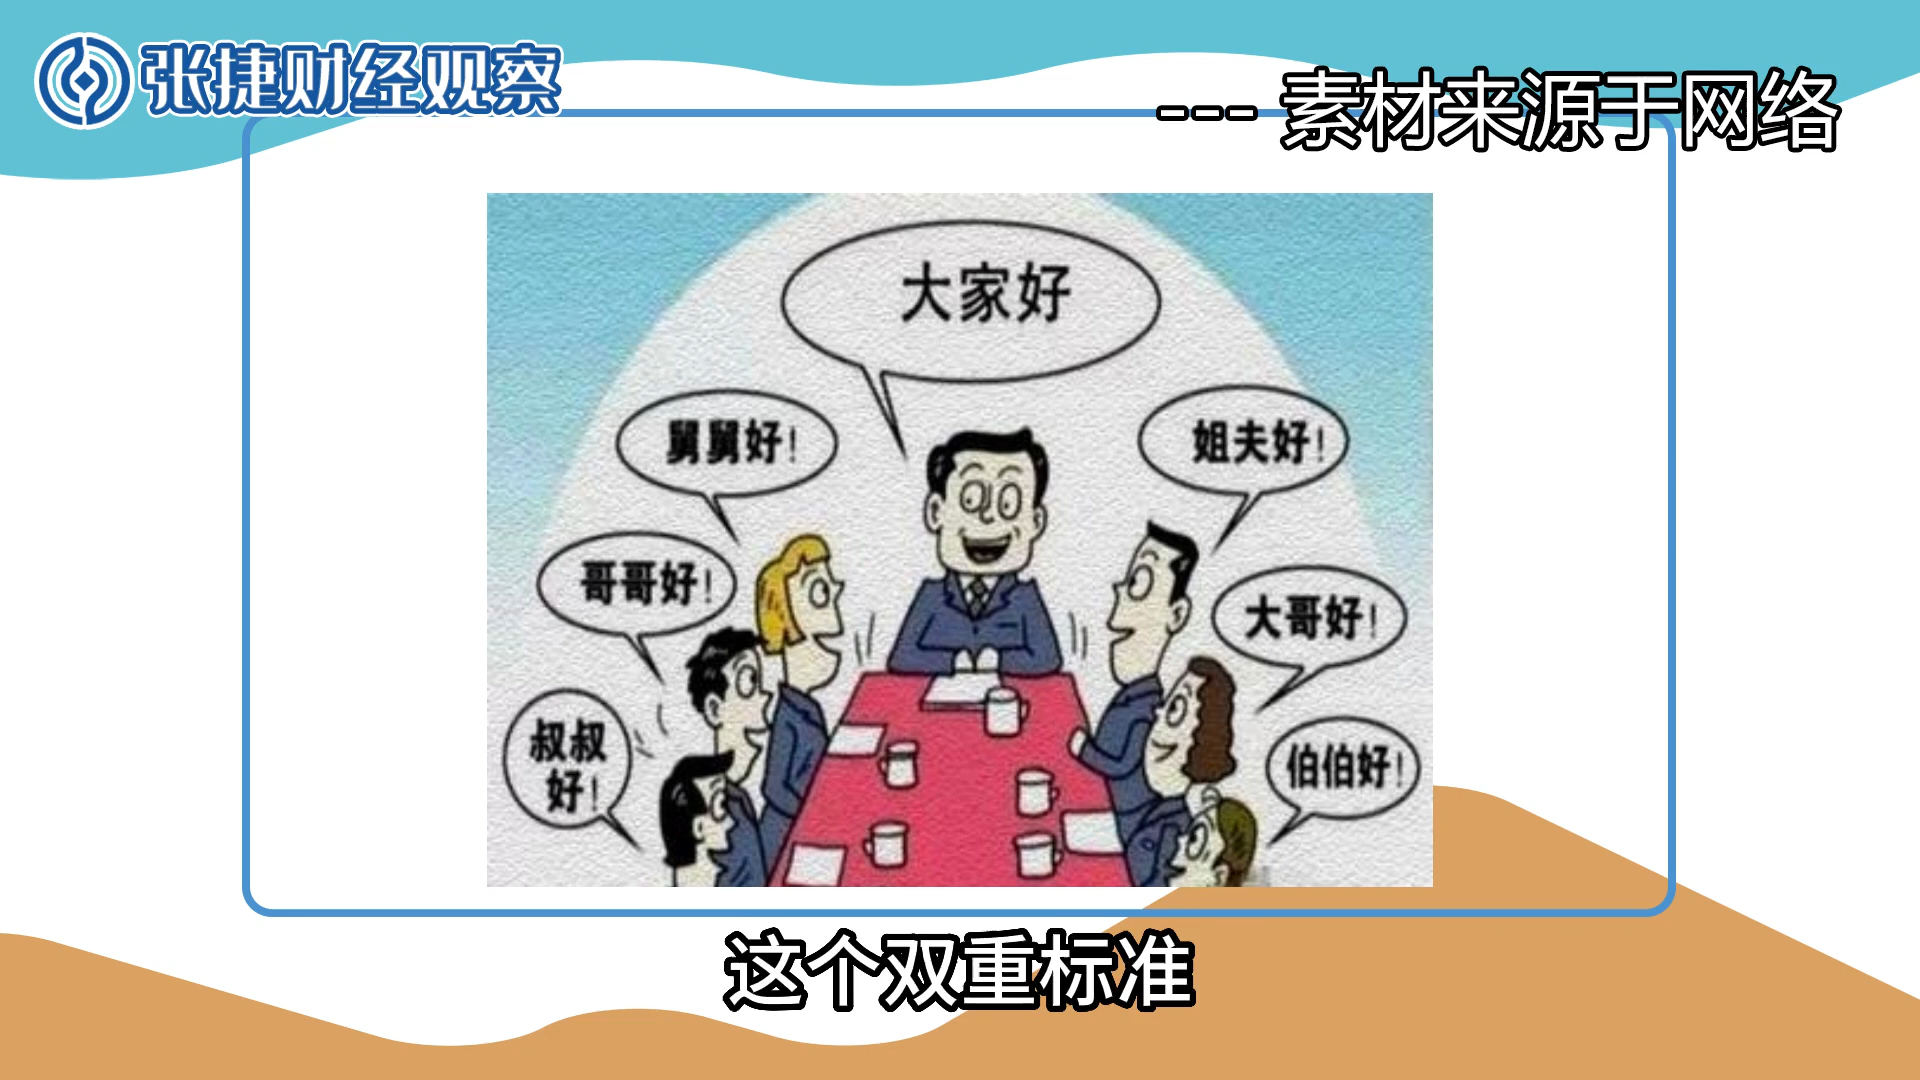 张捷财经观察
--- 素材来源于网络
大家好
舅舅好！
姐夫好！
哥哥好！
大哥好！
叔叔
好！
伯伯好！
这个双重标准